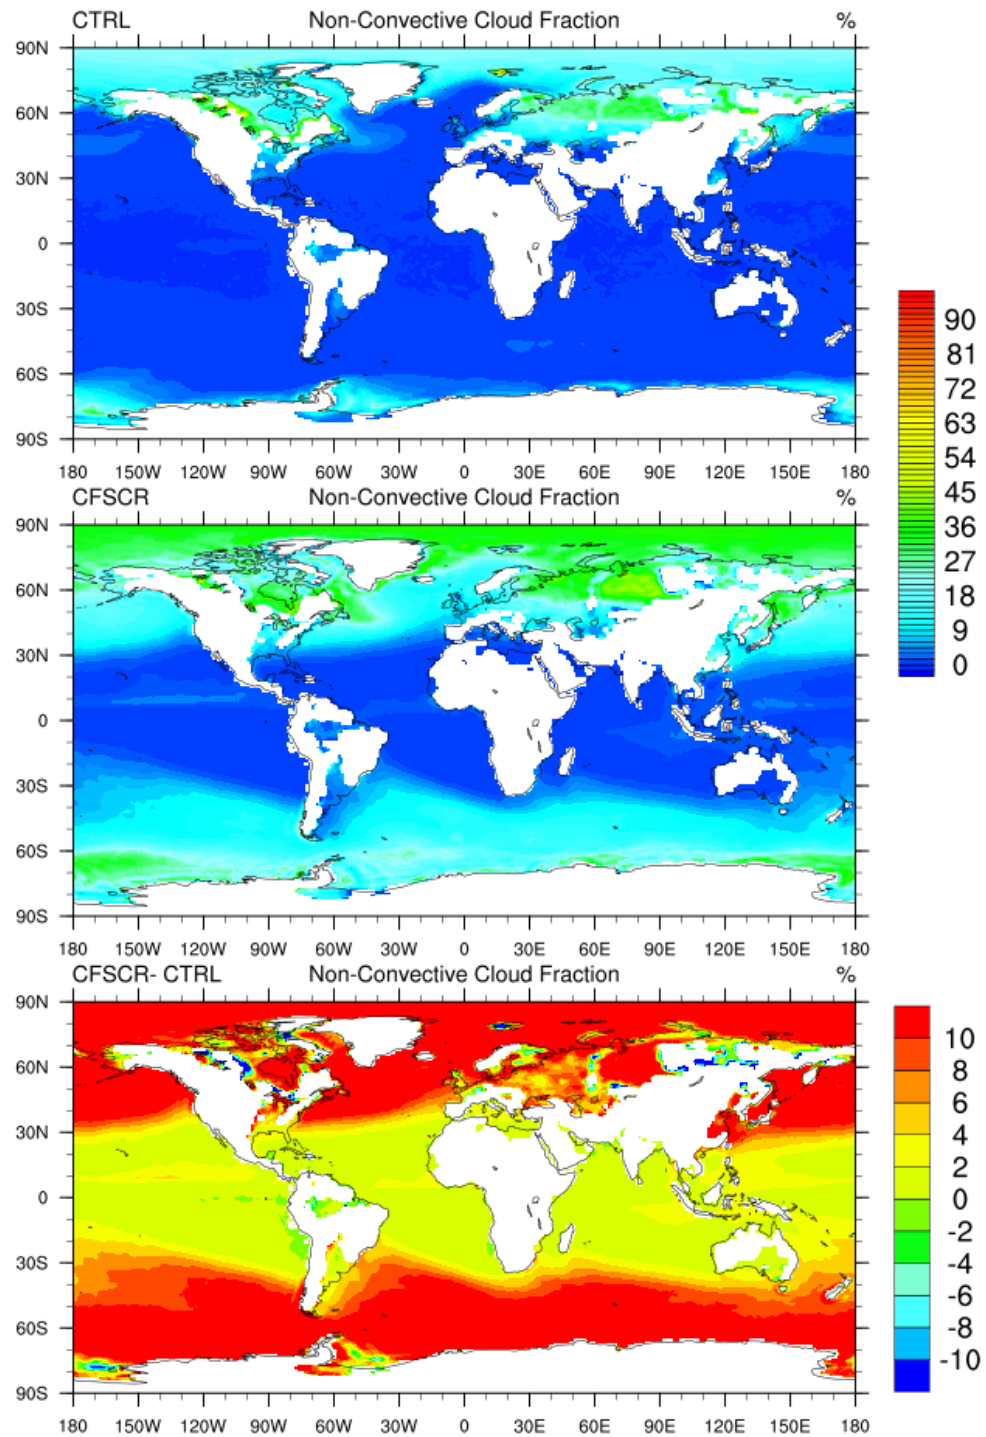 CTRL Non-Convective Cloud Fraction %
90N
60N
30N
0
30S
60S
90S
180 150W 120W 90W 60W 30W 0 30E 60E 90E 120E 150E 180
CFSCR Non-Convective Cloud Fraction %
90N
60N
30N
0
30S
60S
90S
180 150W 120W 90W 60W 30W 0 30E 60E 90E 120E 150E 180
90
81
72
63
54
45
36
27
18
9
0
CFSCR- CTRL Non-Convective Cloud Fraction %
90N
60N
30N
0
30S
60S
90S
180 150W 120W 90W 60W 30W 0 30E 60E 90E 120E 150E 180
10
8
6
4
2
0
-2
-4
-6
-8
-10